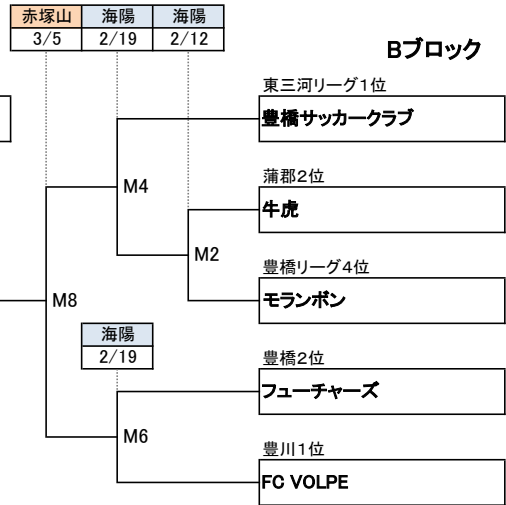 赤塚山 海陽 海陽
3/5 2/19 2/12
Bブロック
東三河リーグ1位
豊橋サッカークラブ
蒲郡2位
M4
牛虎
M2
豊橋リーグ4位
モランボン
M8
海陽
2/19
豊橋2位
フューチャーズ
M6
豊川1位
FC VOLPE